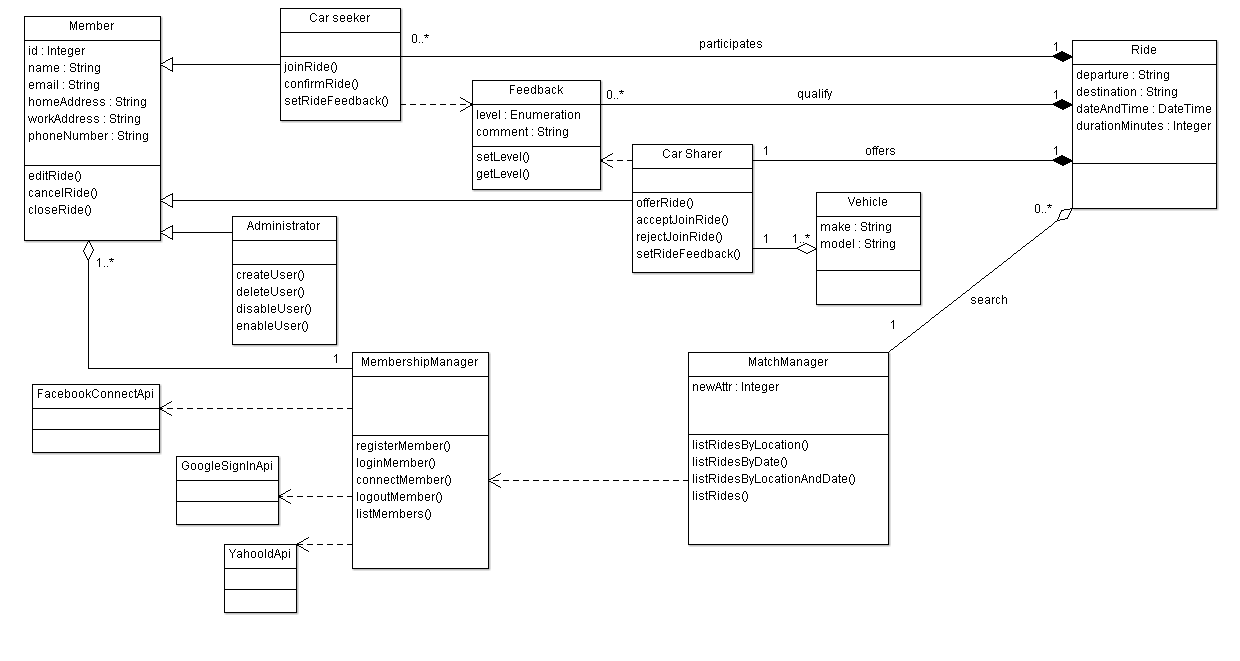 Member
id : Integer
name : String
email : String
homeAddress : String
workAddress : String
phoneNumber : String
editRide()
cancelRide()
closeRide()
1..*
Car seeker
joinRide()
confirmRide()
setRideFeedback()
0..*
participates
1
Ride
departure : String
destination : String
dateAndTime : DateTime
durationMinutes : Integer
Feedback
level : Enumeration
comment : String
setLevel()
getLevel()
0..*
qualify
1
Car Sharer
offerRide()
acceptJoinRide()
rejectJoinRide()
setRideFeedback()
1
offers
1
1
1..*
Vehicle
make : String
model : String
0..*
search
1
Administrator
createUser()
deleteUser()
disableUser()
enableUser()
1
MembershipManager
registerMember()
loginMember()
connectMember()
logoutMember()
listMembers()
MatchManager
newAttr : Integer
listRidesByLocation()
listRidesByDate()
listRidesByLocationAndDate()
listRides()
FacebookConnectApi
GoogleSignInApi
YahooIdApi